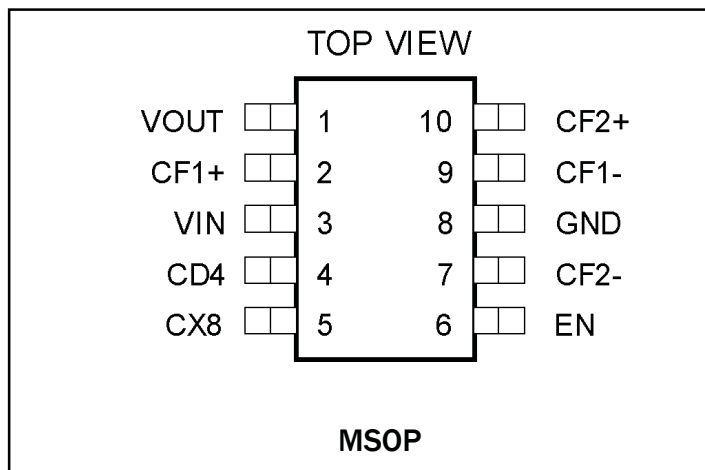 TOP VIEW
VOUT 1 10 CF2+
CF1+ 2 9 CF1-
VIN 3 8 GND
CD4 4 7 CF2-
CX8 5 6 EN
MSOP